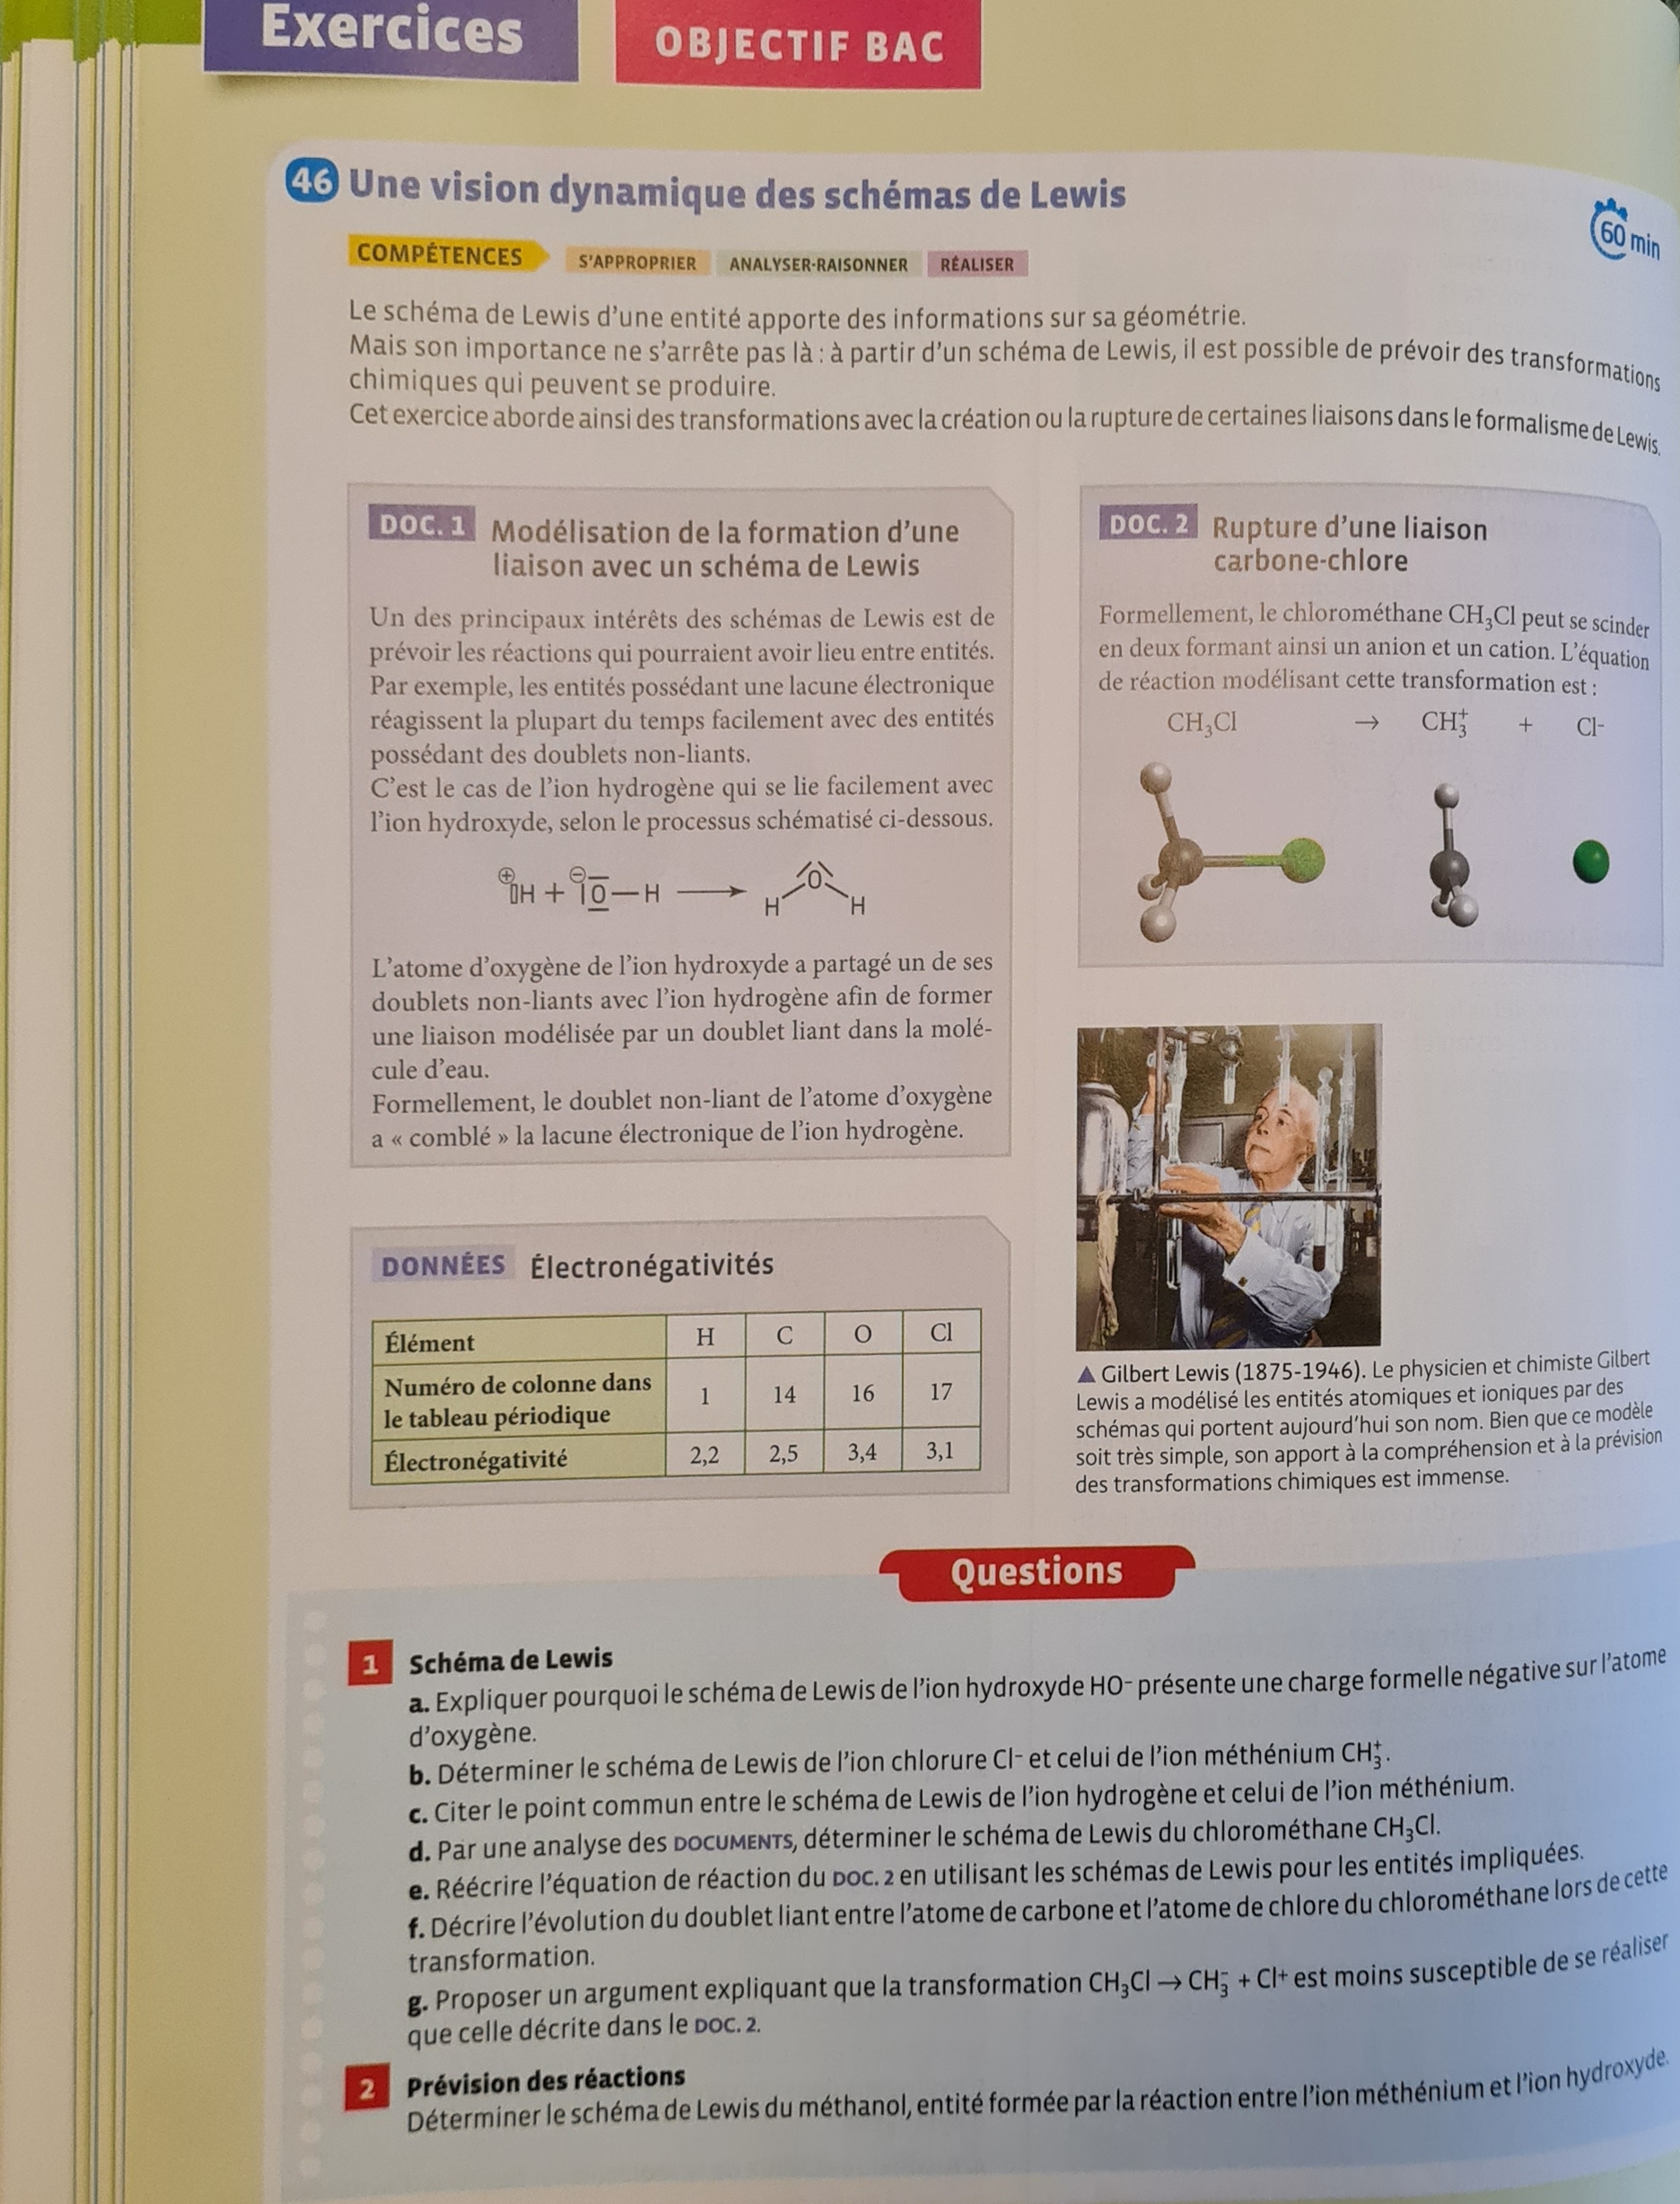 Exercices
OBJECTIF BAC
46 Une vision dynamique des schémas de Lewis
60 min
COMPÉTENCES S'APPROPRIER ANALYSER-RAISONNER RÉALISER
Le schéma de Lewis d'une entité apporte des informations sur sa géométrie.
Mais son importance ne s'arrête pas là : à partir d'un schéma de Lewis, il est possible de prévoir des transformations
chimiques qui peuvent se produire.
Cet exercice aborde ainsi des transformations avec la création ou la rupture de certaines liaisons dans le formalisme de Lewis.
DOC. 1 Modélisation de la formation d'une
liaison avec un schéma de Lewis
Un des principaux intérêts des schémas de Lewis est de
prévoir les réactions qui pourraient avoir lieu entre entités.
Par exemple, les entités possédant une lacune électronique
réagissent la plupart du temps facilement avec des entités
possédant des doublets non-liants.
C'est le cas de l'ion hydrogène qui se lie facilement avec
l'ion hydroxyde, selon le processus schématisé ci-dessous.
⊕ ▯H + ⊖ |O̲̅—H ⟶ H O H
L'atome d'oxygène de l'ion hydroxyde a partagé un de ses
doublets non-liants avec l'ion hydrogène afin de former
une liaison modélisée par un doublet liant dans la molé-
cule d'eau.
Formellement, le doublet non-liant de l'atome d'oxygène
a « comblé » la lacune électronique de l'ion hydrogène.
DOC. 2 Rupture d'une liaison
carbone-chlore
Formellement, le chlorométhane CH₃Cl peut se scinder
en deux formant ainsi un anion et un cation. L'équation
de réaction modélisant cette transformation est :
CH₃Cl → CH₃⁺ + Cl⁻
DONNÉES Électronégativités
Élément H C O Cl
Numéro de colonne dans
le tableau périodique 1 14 16 17
Électronégativité 2,2 2,5 3,4 3,1
▲ Gilbert Lewis (1875-1946). Le physicien et chimiste Gilbert
Lewis a modélisé les entités atomiques et ioniques par des
schémas qui portent aujourd'hui son nom. Bien que ce modèle
soit très simple, son apport à la compréhension et à la prévision
des transformations chimiques est immense.
Questions
1 Schéma de Lewis
a. Expliquer pourquoi le schéma de Lewis de l'ion hydroxyde HO⁻ présente une charge formelle négative sur l'atome
d'oxygène.
b. Déterminer le schéma de Lewis de l'ion chlorure Cl⁻ et celui de l'ion méthénium CH₃⁺.
c. Citer le point commun entre le schéma de Lewis de l'ion hydrogène et celui de l'ion méthénium.
d. Par une analyse des DOCUMENTS, déterminer le schéma de Lewis du chlorométhane CH₃Cl.
e. Réécrire l'équation de réaction du DOC. 2 en utilisant les schémas de Lewis pour les entités impliquées.
f. Décrire l'évolution du doublet liant entre l'atome de carbone et l'atome de chlore du chlorométhane lors de cette
transformation.
g. Proposer un argument expliquant que la transformation CH₃Cl → CH₃⁻ + Cl⁺ est moins susceptible de se réaliser
que celle décrite dans le DOC. 2.
2 Prévision des réactions
Déterminer le schéma de Lewis du méthanol, entité formée par la réaction entre l'ion méthénium et l'ion hydroxyde.